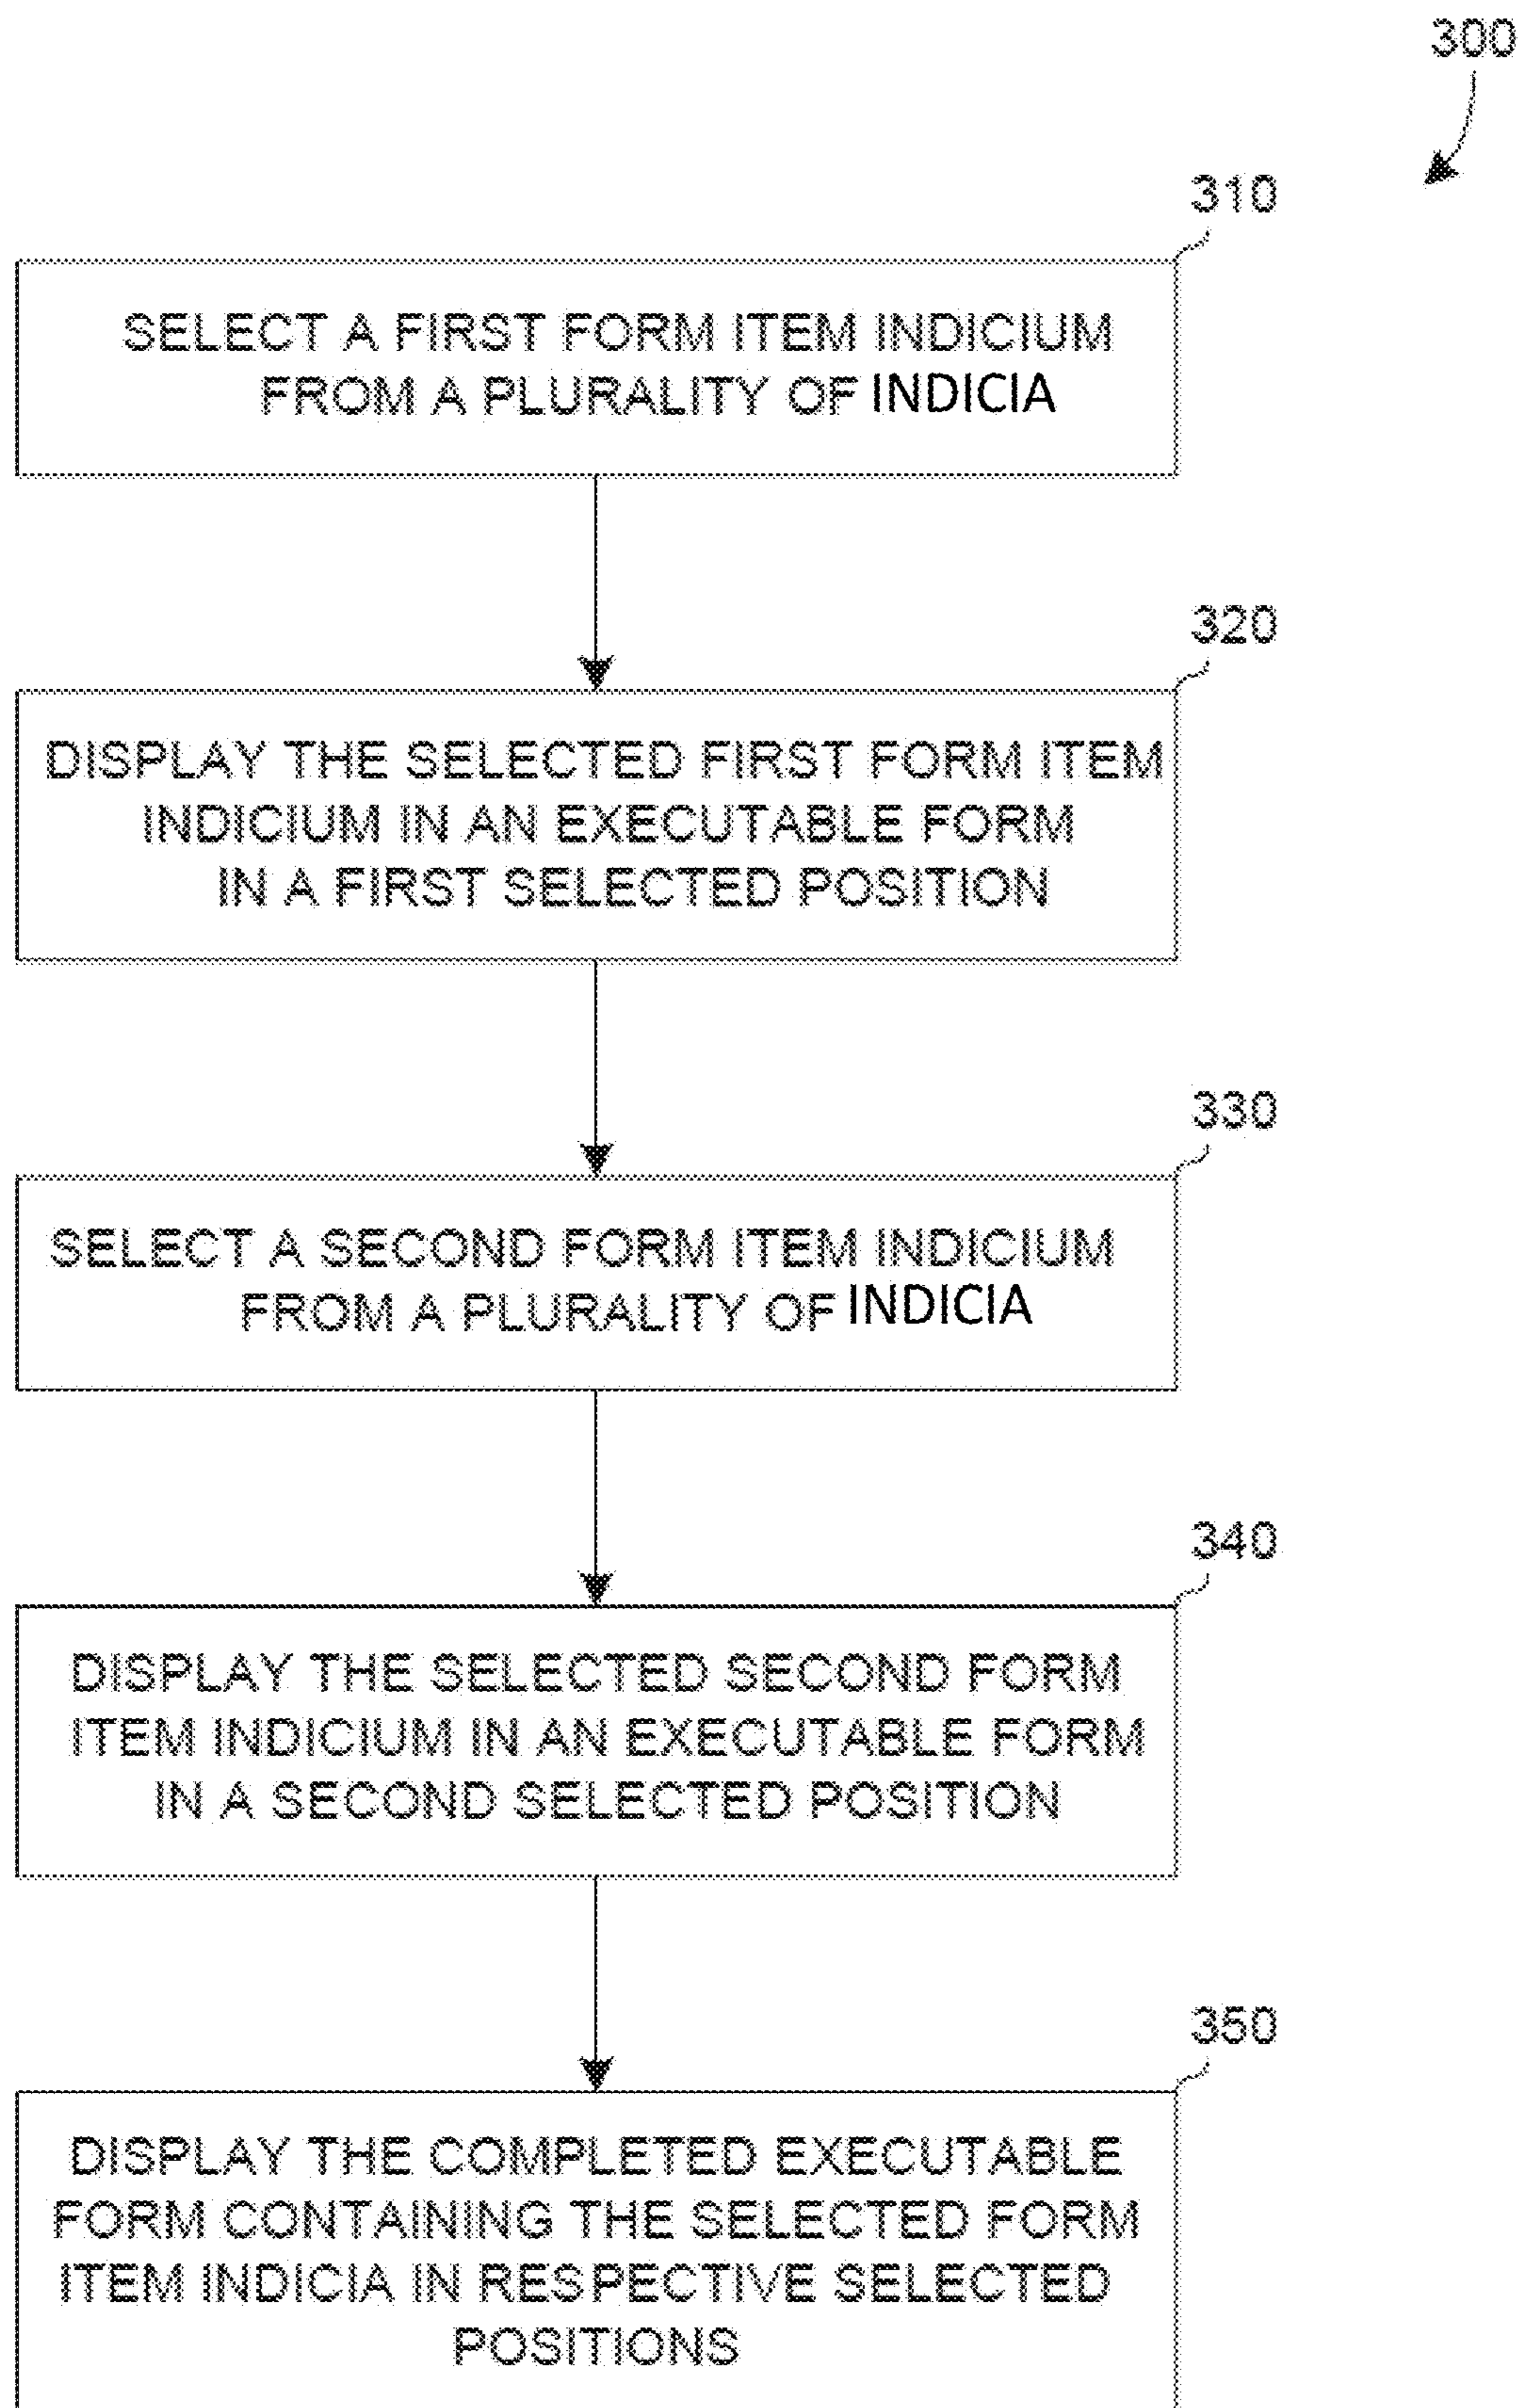 300
310
SELECT A FIRST FORM ITEM INDICIUM
FROM A PLURALITY OF INDICIA
320
DISPLAY THE SELECTED FIRST FORM ITEM
INDICIUM IN AN EXECUTABLE FORM
IN A FIRST SELECTED POSITION
330
SELECT A SECOND FORM ITEM INDICIUM
FROM A PLURALITY OF INDICIA
340
DISPLAY THE SELECTED SECOND FORM
ITEM INDICIUM IN AN EXECUTABLE FORM
IN A SECOND SELECTED POSITION
350
DISPLAY THE COMPLETED EXECUTABLE
FORM CONTAINING THE SELECTED FORM
ITEM INDICIA IN RESPECTIVE SELECTED
POSITIONS